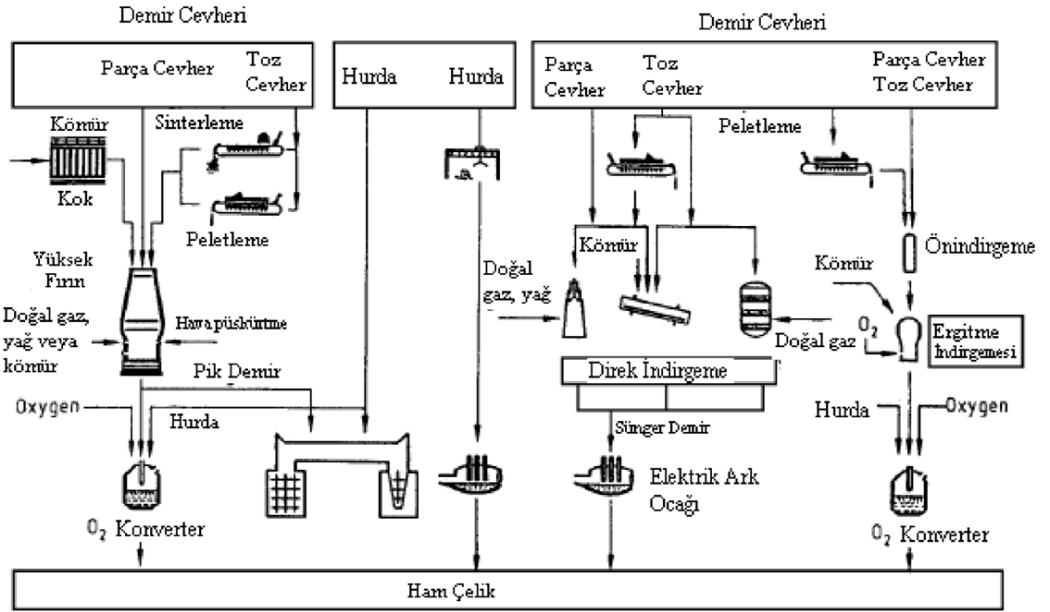 Demir Cevheri
Demir Cevheri
Parça Cevher
Toz
Cevher
Hurda
Hurda
Parça
Cevher
Toz
Cevher
Parça Cevher
Toz Cevher
Kömür
Sinterleme
Peletleme
Kok
Peletleme
Yüksek
Fırın
Kömür
Önindirgeme
Doğal
gaz, yağ
Kömür
Doğal gaz,
yağ veya
kömür
Hava püskürtme
O2
Ergitme
İndirgemesi
Doğal gaz
Pik Demir
Direk İndirgeme
Oxygen
Hurda
Hurda
Oxygen
Sünger Demir
Elektrik Ark
Ocağı
O2 Konverter
O2 Konverter
Ham Çelik